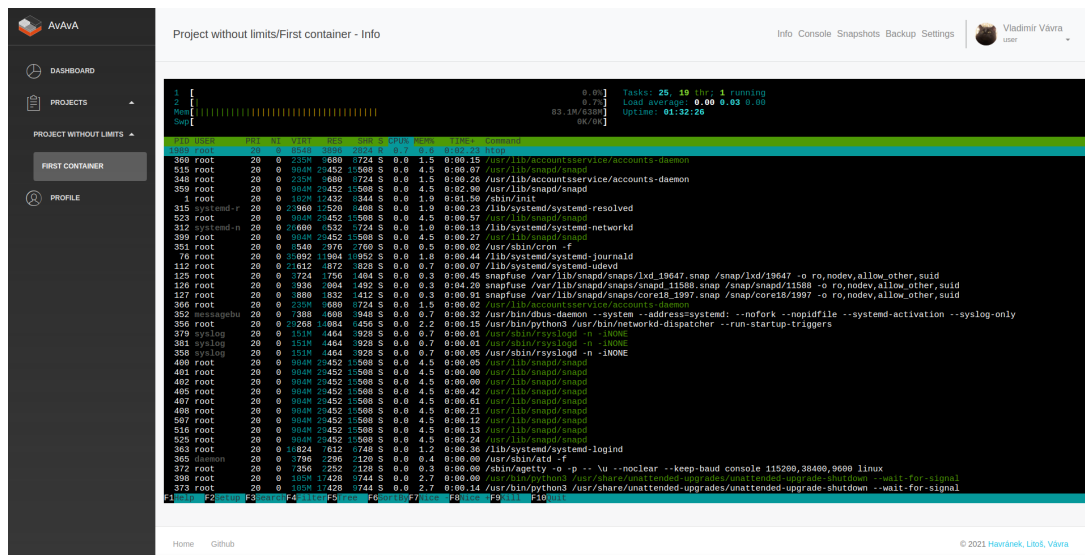 AvAvA
Project without limits/First container - Info
Info Console Snapshots Backup Settings
Vladimír Vávra
user
DASHBOARD
PROJECTS
PROJECT WITHOUT LIMITS
FIRST CONTAINER
PROFILE
1 [ 0.0%] Tasks: 25, 19 thr; 1 running
2 [| 0.7%] Load average: 0.00 0.03 0.00
Mem[|||||||||||||||||||||||||||||||||| 83.1M/638M] Uptime: 01:32:26
Swp[ 0K/0K]
PID USER PRI NI VIRT RES SHR S CPU% MEM% TIME+ Command
1989 root 20 0 8548 3896 2824 R 0.7 0.6 0:02.23 htop
360 root 20 0 235M 9680 8724 S 0.0 1.5 0:00.15 /usr/lib/accountsservice/accounts-daemon
515 root 20 0 904M 29452 15508 S 0.0 4.5 0:00.07 /usr/lib/snapd/snapd
348 root 20 0 235M 9680 8724 S 0.0 1.5 0:00.26 /usr/lib/accountsservice/accounts-daemon
359 root 20 0 904M 29452 15508 S 0.0 4.5 0:02.90 /usr/lib/snapd/snapd
1 root 20 0 102M 12432 8344 S 0.0 1.9 0:01.50 /sbin/init
315 systemd-r 20 0 23960 12520 8408 S 0.0 1.9 0:00.23 /lib/systemd/systemd-resolved
523 root 20 0 904M 29452 15508 S 0.0 4.5 0:00.57 /usr/lib/snapd/snapd
312 systemd-n 20 0 26600 6532 5724 S 0.0 1.0 0:00.13 /lib/systemd/systemd-networkd
399 root 20 0 904M 29452 15508 S 0.0 4.5 0:00.27 /usr/lib/snapd/snapd
351 root 20 0 8540 2976 2760 S 0.0 0.5 0:00.02 /usr/sbin/cron -f
76 root 20 0 35092 11904 10952 S 0.0 1.8 0:00.44 /lib/systemd/systemd-journald
112 root 20 0 21612 4872 3828 S 0.0 0.7 0:00.07 /lib/systemd/systemd-udevd
125 root 20 0 3724 1756 1404 S 0.0 0.3 0:00.45 snapfuse /var/lib/snapd/snaps/lxd_19647.snap /snap/lxd/19647 -o ro,nodev,allow_other,suid
126 root 20 0 3936 2004 1492 S 0.0 0.3 0:04.20 snapfuse /var/lib/snapd/snaps/snapd_11588.snap /snap/snapd/11588 -o ro,nodev,allow_other,suid
127 root 20 0 3880 1832 1412 S 0.0 0.3 0:00.91 snapfuse /var/lib/snapd/snaps/core18_1997.snap /snap/core18/1997 -o ro,nodev,allow_other,suid
366 root 20 0 235M 9680 8724 S 0.0 1.5 0:00.02 /usr/lib/accountsservice/accounts-daemon
352 messagebu 20 0 7388 4608 3948 S 0.0 0.7 0:00.32 /usr/bin/dbus-daemon --system --address=systemd: --nofork --nopidfile --systemd-activation --syslog-only
356 root 20 0 29268 14084 6456 S 0.0 2.2 0:00.15 /usr/bin/python3 /usr/bin/networkd-dispatcher --run-startup-triggers
379 syslog 20 0 151M 4464 3928 S 0.0 0.7 0:00.01 /usr/sbin/rsyslogd -n -iNONE
381 syslog 20 0 151M 4464 3928 S 0.0 0.7 0:00.01 /usr/sbin/rsyslogd -n -iNONE
358 syslog 20 0 151M 4464 3928 S 0.0 0.7 0:00.05 /usr/sbin/rsyslogd -n -iNONE
400 root 20 0 904M 29452 15508 S 0.0 4.5 0:00.05 /usr/lib/snapd/snapd
401 root 20 0 904M 29452 15508 S 0.0 4.5 0:00.00 /usr/lib/snapd/snapd
402 root 20 0 904M 29452 15508 S 0.0 4.5 0:00.00 /usr/lib/snapd/snapd
405 root 20 0 904M 29452 15508 S 0.0 4.5 0:00.42 /usr/lib/snapd/snapd
407 root 20 0 904M 29452 15508 S 0.0 4.5 0:00.61 /usr/lib/snapd/snapd
408 root 20 0 904M 29452 15508 S 0.0 4.5 0:00.21 /usr/lib/snapd/snapd
507 root 20 0 904M 29452 15508 S 0.0 4.5 0:00.12 /usr/lib/snapd/snapd
516 root 20 0 904M 29452 15508 S 0.0 4.5 0:00.13 /usr/lib/snapd/snapd
525 root 20 0 904M 29452 15508 S 0.0 4.5 0:00.24 /usr/lib/snapd/snapd
363 root 20 0 16824 7612 6748 S 0.0 1.2 0:00.36 /lib/systemd/systemd-logind
365 daemon 20 0 3796 2296 2120 S 0.0 0.4 0:00.00 /usr/sbin/atd -f
372 root 20 0 7356 2252 2128 S 0.0 0.3 0:00.00 /sbin/agetty -o -p -- \u --noclear --keep-baud console 115200,38400,9600 linux
398 root 20 0 105M 17428 9744 S 0.0 2.7 0:00.00 /usr/bin/python3 /usr/share/unattended-upgrades/unattended-upgrade-shutdown --wait-for-signal
373 root 20 0 105M 17428 9744 S 0.0 2.7 0:00.14 /usr/bin/python3 /usr/share/unattended-upgrades/unattended-upgrade-shutdown --wait-for-signal
F1Help F2Setup F3SearchF4FilterF5Tree F6SortByF7Nice -F8Nice +F9Kill F10Quit
Home Github
© 2021 Havránek, Litoš, Vávra